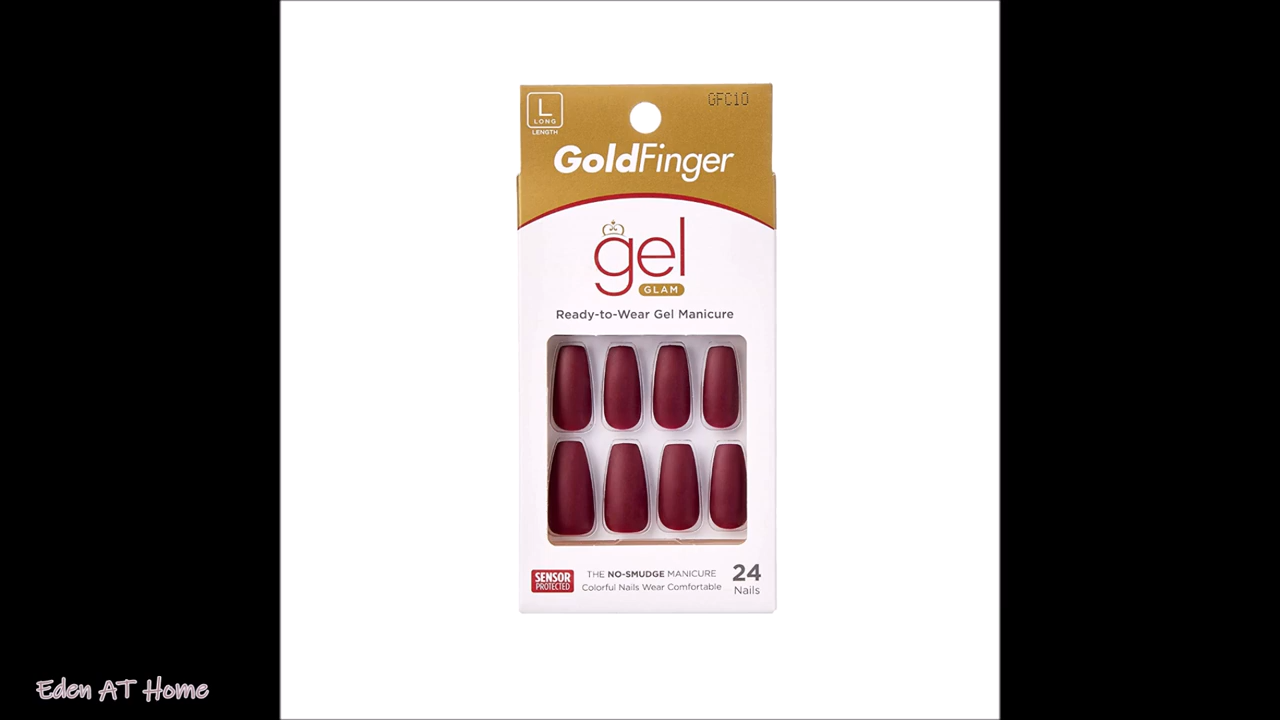 L
LONG
LENGTH
GFC10
GoldFinger
gel
GLAM
Ready-to-Wear Gel Manicure
SENSOR
PROTECTED
THE NO-SMUDGE MANICURE
Colorful Nails Wear Comfortable
24
Nails
Eden AT Home